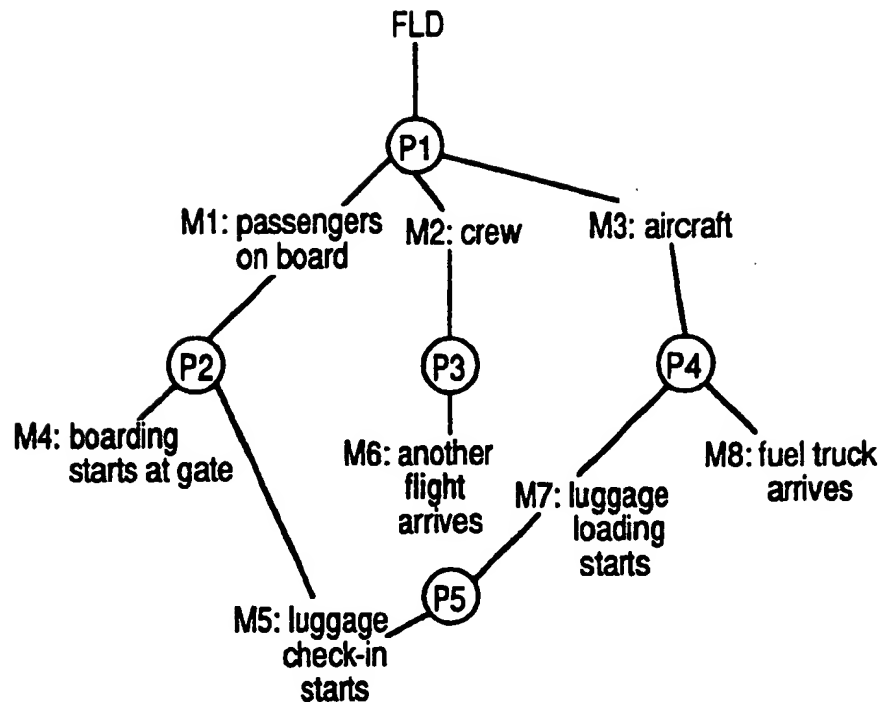 FLD
P1
M1: passengers
on board
M2: crew
M3: aircraft
P2
P3
P4
M4: boarding
starts at gate
M6: another
flight
arrives
M7: luggage
loading
starts
M8: fuel truck
arrives
P5
M5: luggage
check-in
starts